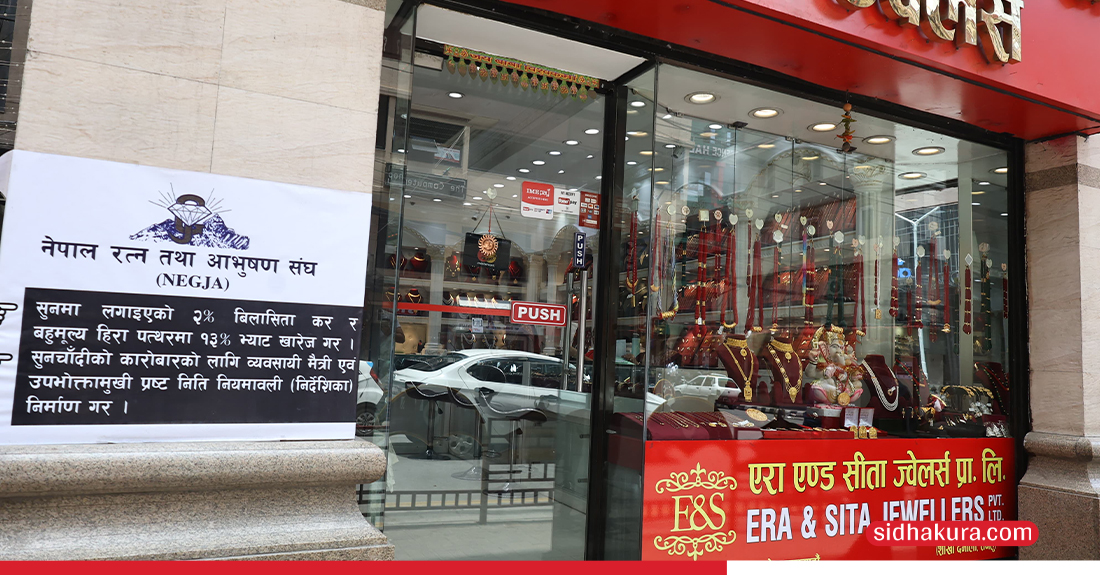 नेपाल रत्न तथा आभुषण संघ
(NEGJA)
सुनमा लगाइएको २% बिलासिता कर र
बहुमूल्य हिरा पत्थरमा १३% भ्याट खारेज गर ।
सुनचाँदीको कारोबारको लागि व्यवसायी मैत्री एवं
उपभोक्तामुखी प्रष्ट निति नियमावली (निर्देशिका)
निर्माण गर ।
PUSH
PUSH
एरा एण्ड सीता ज्वेलर्स प्रा. लि.
E&S
ERA & SITA JEWELLERS PVT. LTD.
sidhakura.com